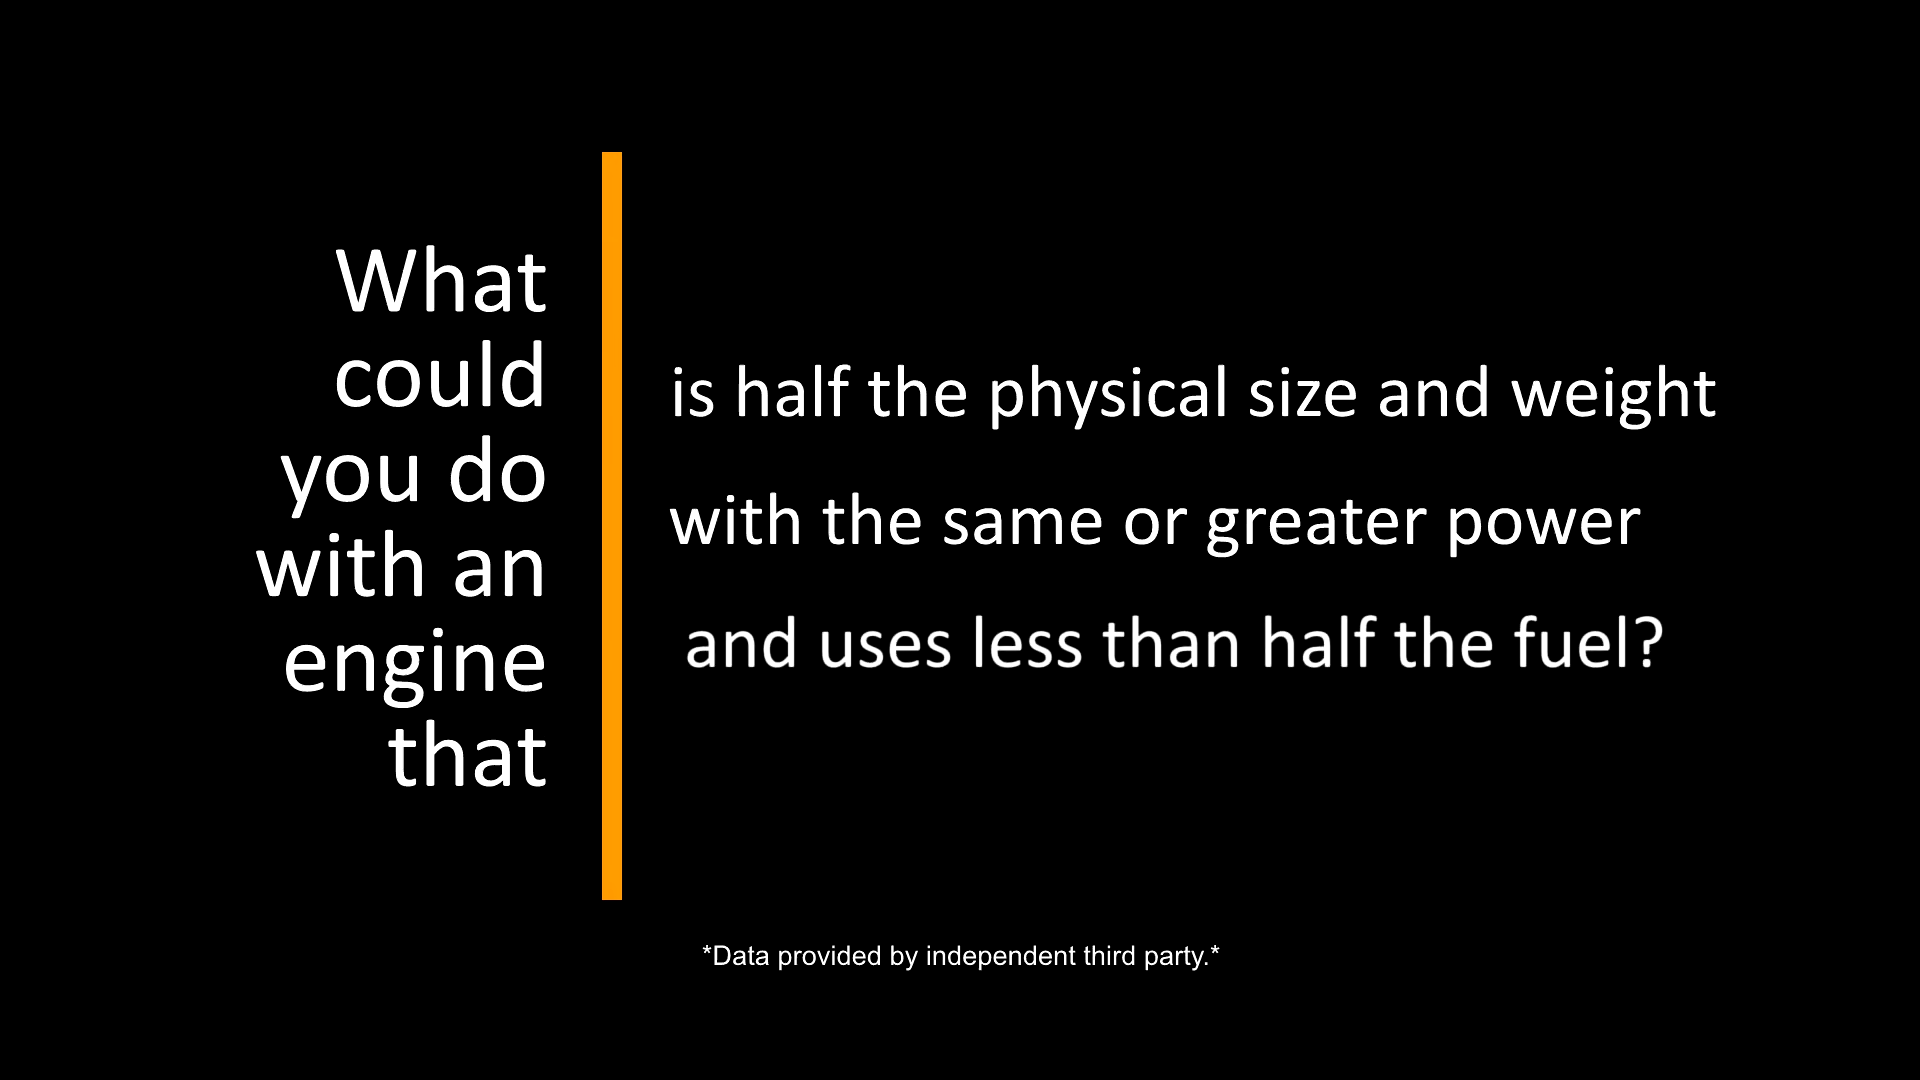 What
could
you do
with an
engine
that
is half the physical size and weight
with the same or greater power
and uses less than half the fuel?
*Data provided by independent third party.*